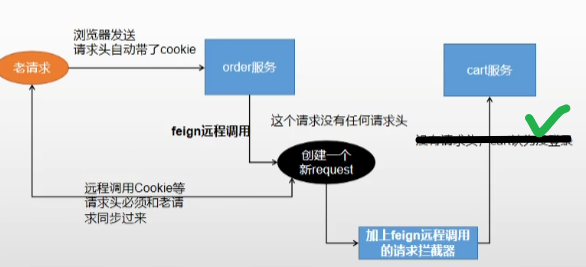 浏览器发送
请求头自动带了cookie
老请求
order服务
cart服务
feign远程调用
这个请求没有任何请求头
创建一个
新request
远程调用Cookie等
请求头必须和老请
求同步过来
加上feign远程调用
的请求拦截器